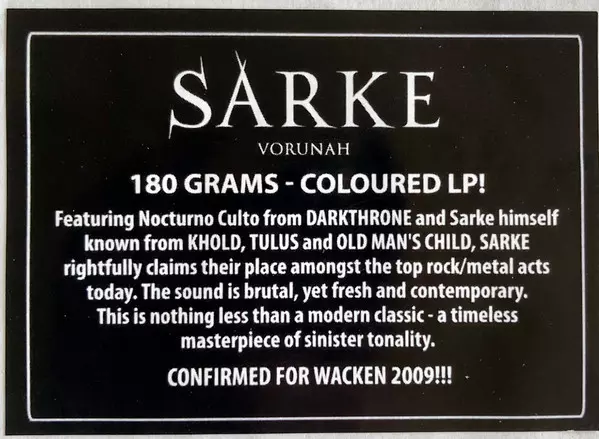 SARKE
VORUNAH
180 GRAMS - COLOURED LP!
Featuring Nocturno Culto from DARKTHRONE and Sarke himself
known from KHOLD, TULUS and OLD MAN'S CHILD, SARKE
rightfully claims their place amongst the top rock/metal acts
today. The sound is brutal, yet fresh and contemporary.
This is nothing less than a modern classic - a timeless
masterpiece of sinister tonality.
CONFIRMED FOR WACKEN 2009!!!